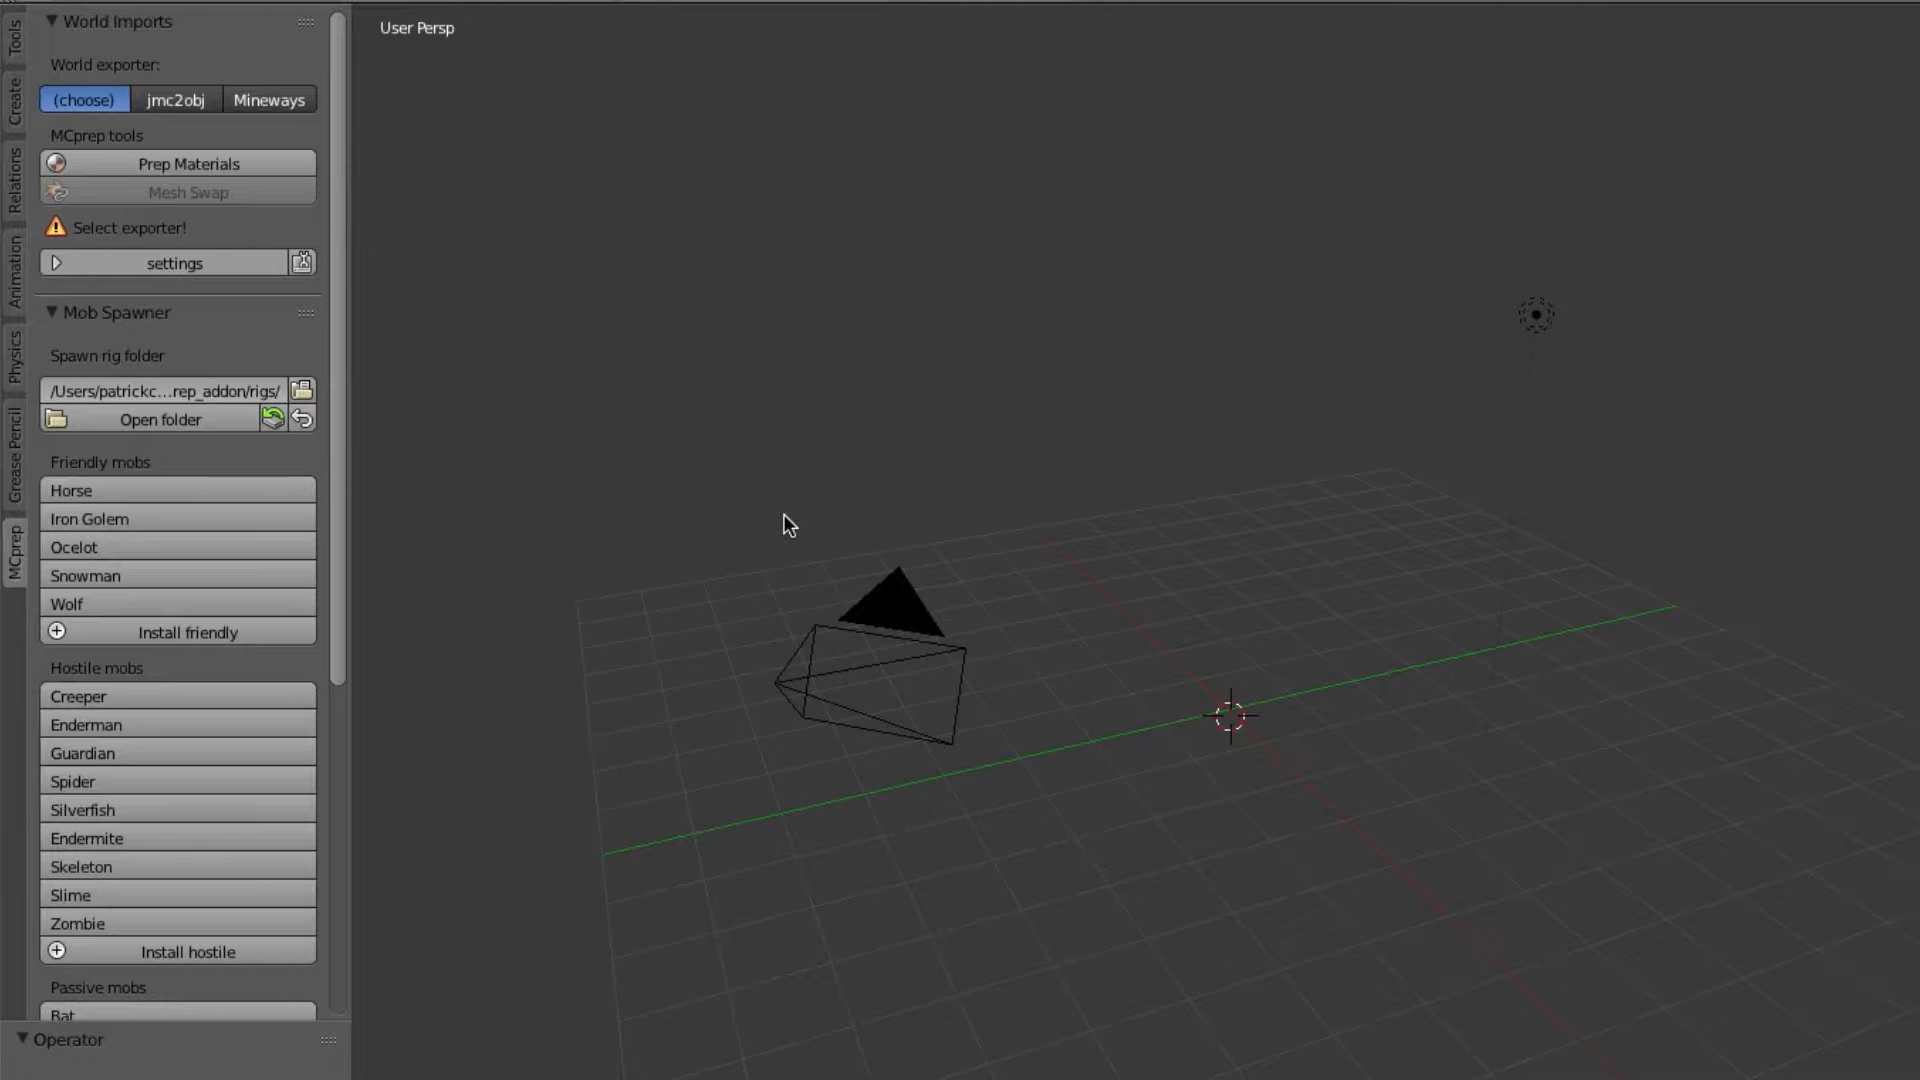 World Imports
User Persp
World exporter:
(choose) jmc2obj Mineways
MCprep tools
Prep Materials
Mesh Swap
Select exporter!
settings
Mob Spawner
Spawn rig folder
/Users/patrickc...rep_addon/rigs/
Open folder
Friendly mobs
Horse
Iron Golem
Ocelot
Snowman
Wolf
Install friendly
Hostile mobs
Creeper
Enderman
Guardian
Spider
Silverfish
Endermite
Skeleton
Slime
Zombie
Install hostile
Passive mobs
Bat
Operator
Tools
Create
Relations
Animation
Physics
Grease Pencil
MCprep